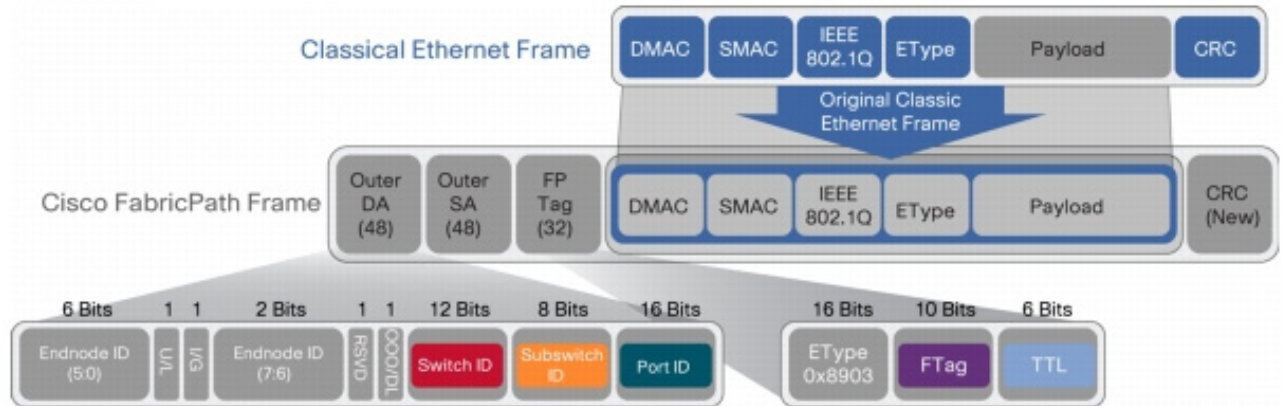 Classical Ethernet Frame
DMAC
SMAC
IEEE
802.1Q
EType
Payload
CRC
Original Classic
Ethernet Frame
Cisco FabricPath Frame
Outer
DA
(48)
Outer
SA
(48)
FP
Tag
(32)
DMAC
SMAC
IEEE
802.1Q
EType
Payload
CRC
(New)
6 Bits
1
1
2 Bits
1
1
12 Bits
8 Bits
16 Bits
Endnode ID
(5:0)
U/L
I/G
Endnode ID
(7:6)
RSVD
OOO/DL
Switch ID
Subswitch
ID
Port ID
16 Bits
10 Bits
6 Bits
EType
0x8903
FTag
TTL